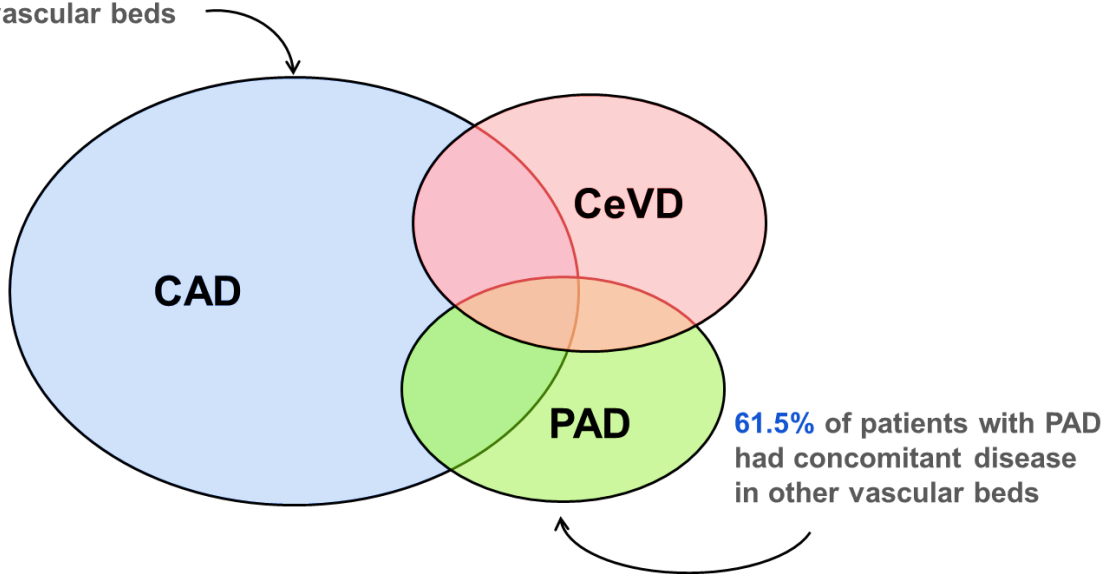 vascular beds
CeVD
CAD
PAD
61.5% of patients with PAD
had concomitant disease
in other vascular beds